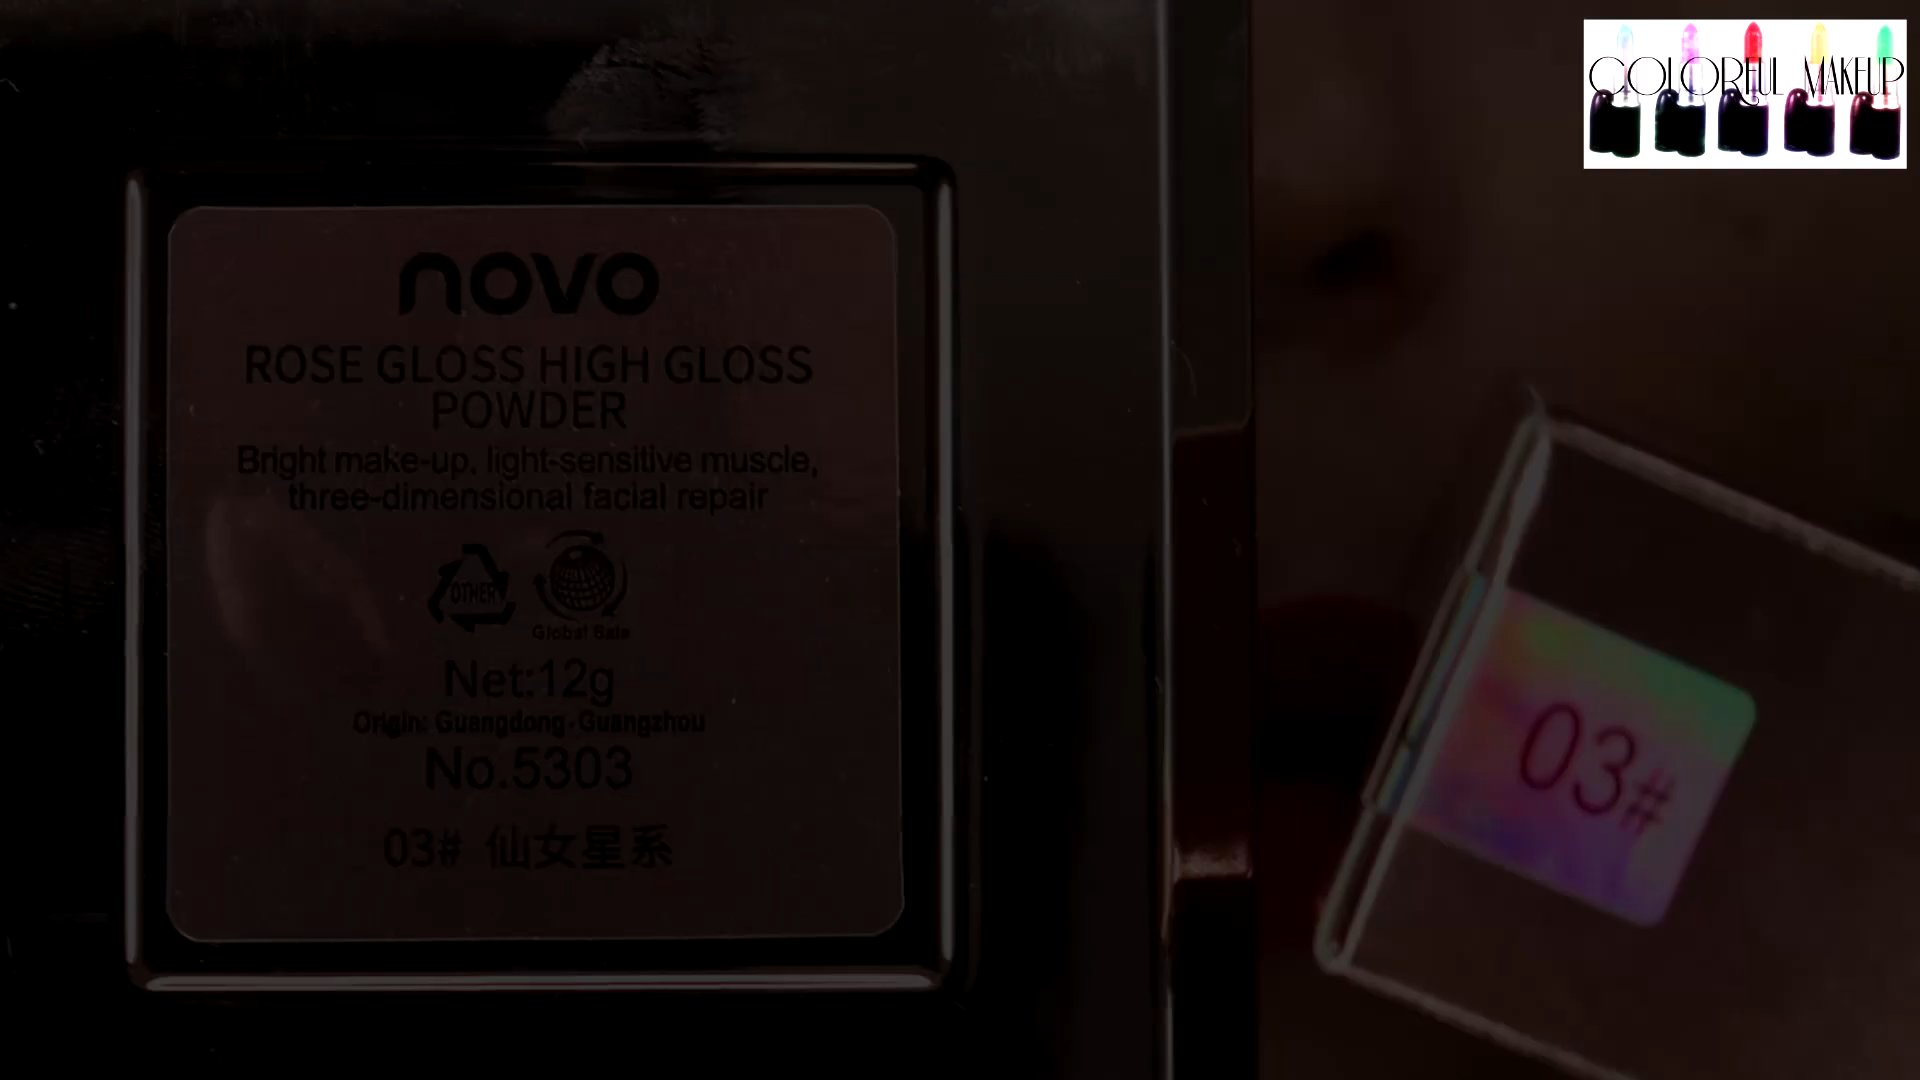 COLORFUL MAKEUP
novo
ROSE GLOSS HIGH GLOSS
POWDER
Bright make-up, light-sensitive muscle,
three-dimensional facial repair
OTHER
Global Sale
Net:12g
Origin: Guangdong·Guangzhou
No.5303
03# 仙女星系
03#